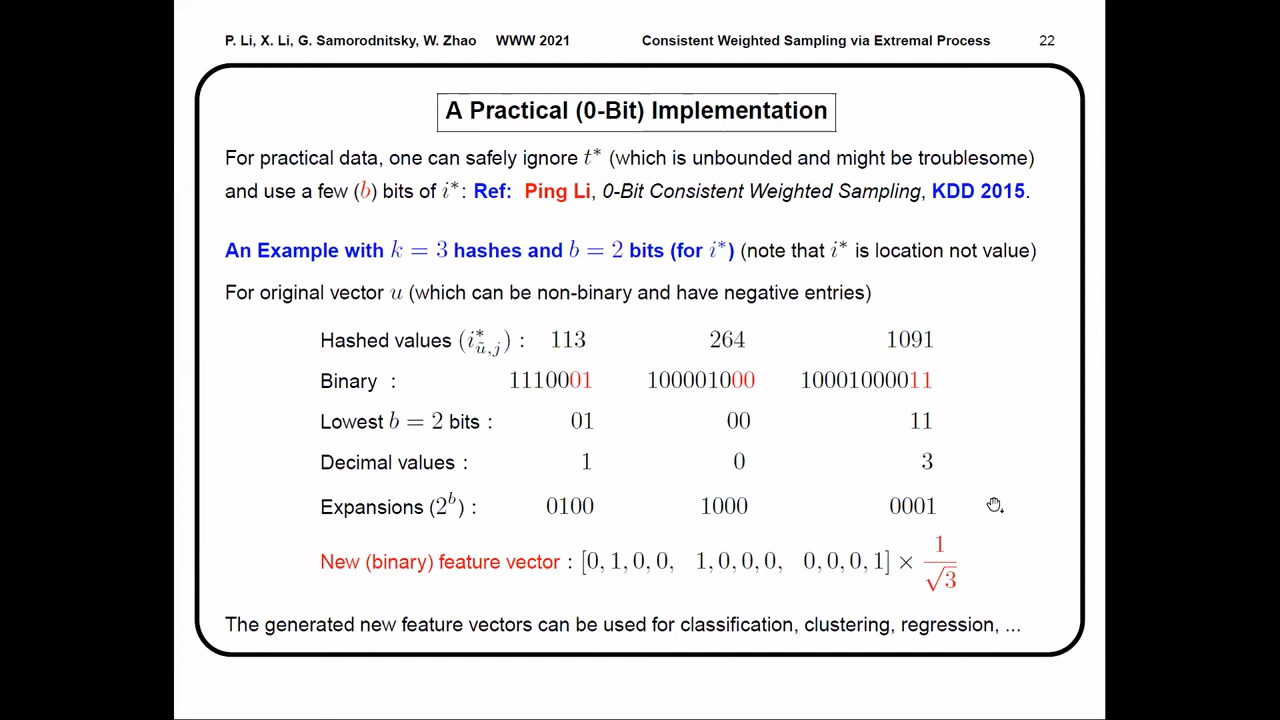 P. Li, X. Li, G. Samorodnitsky, W. Zhao WWW 2021 Consistent Weighted Sampling via Extremal Process 22
A Practical (0-Bit) Implementation
For practical data, one can safely ignore t* (which is unbounded and might be troublesome)
and use a few (b) bits of i*: Ref: Ping Li, 0-Bit Consistent Weighted Sampling, KDD 2015.
An Example with k = 3 hashes and b = 2 bits (for i*) (note that i* is location not value)
For original vector u (which can be non-binary and have negative entries)
Hashed values (i*ũ,j) : 113 264 1091
Binary : 1110001 100001000 10001000011
Lowest b = 2 bits : 01 00 11
Decimal values : 1 0 3
Expansions (2^b) : 0100 1000 0001
New (binary) feature vector : [0, 1, 0, 0, 1, 0, 0, 0, 0, 0, 0, 1] × 1/√3
The generated new feature vectors can be used for classification, clustering, regression, ...